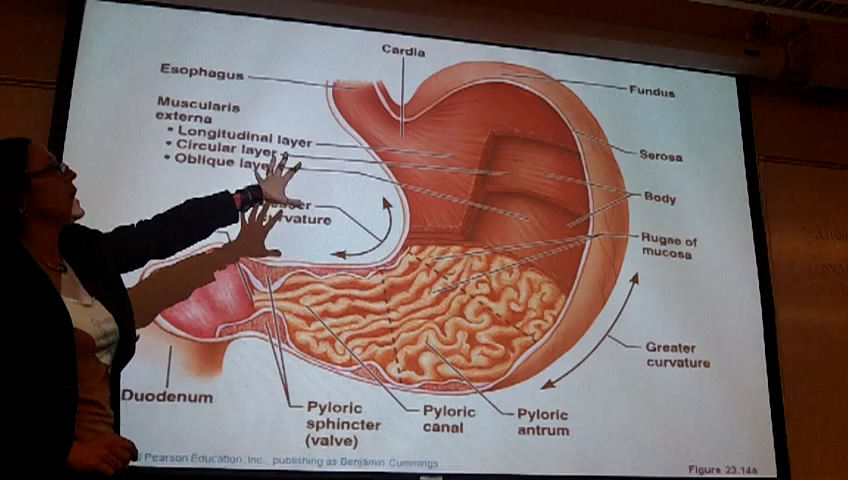 Cardia
Esophagus
Fundus
Muscularis
externa
• Longitudinal layer
• Circular layer
• Oblique layer
Serosa
Body
curvature
Rugae of
mucosa
Greater
curvature
Duodenum
Pyloric
sphincter
(valve)
Pyloric
canal
Pyloric
antrum
Pearson Education, Inc., publishing as Benjamin Cummings
Figure 23.14a